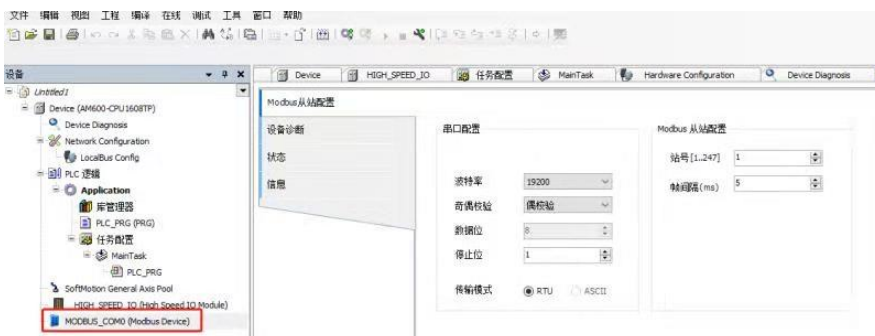 文件 编辑 视图 工程 编译 在线 调试 工具 窗口 帮助
设备
Device HIGH_SPEED_IO 任务配置 MainTask Hardware Configuration Device Diagnosis
Untitled1
Device (AM600-CPU1608TP)
Device Diagnosis
Network Configuration
LocalBus Config
PLC 逻辑
Application
库管理器
PLC_PRG (PRG)
任务配置
MainTask
PLC_PRG
SoftMotion General Axis Pool
HIGH_SPEED_IO (High Speed IO Module)
MODBUS_COM0 (Modbus Device)
Modbus从站配置
设备诊断
状态
信息
串口配置
波特率 19200
奇偶校验 偶校验
数据位 8
停止位 1
传输模式 RTU ASCII
Modbus 从站配置
站号[1..247] 1
帧间隔(ms) 5